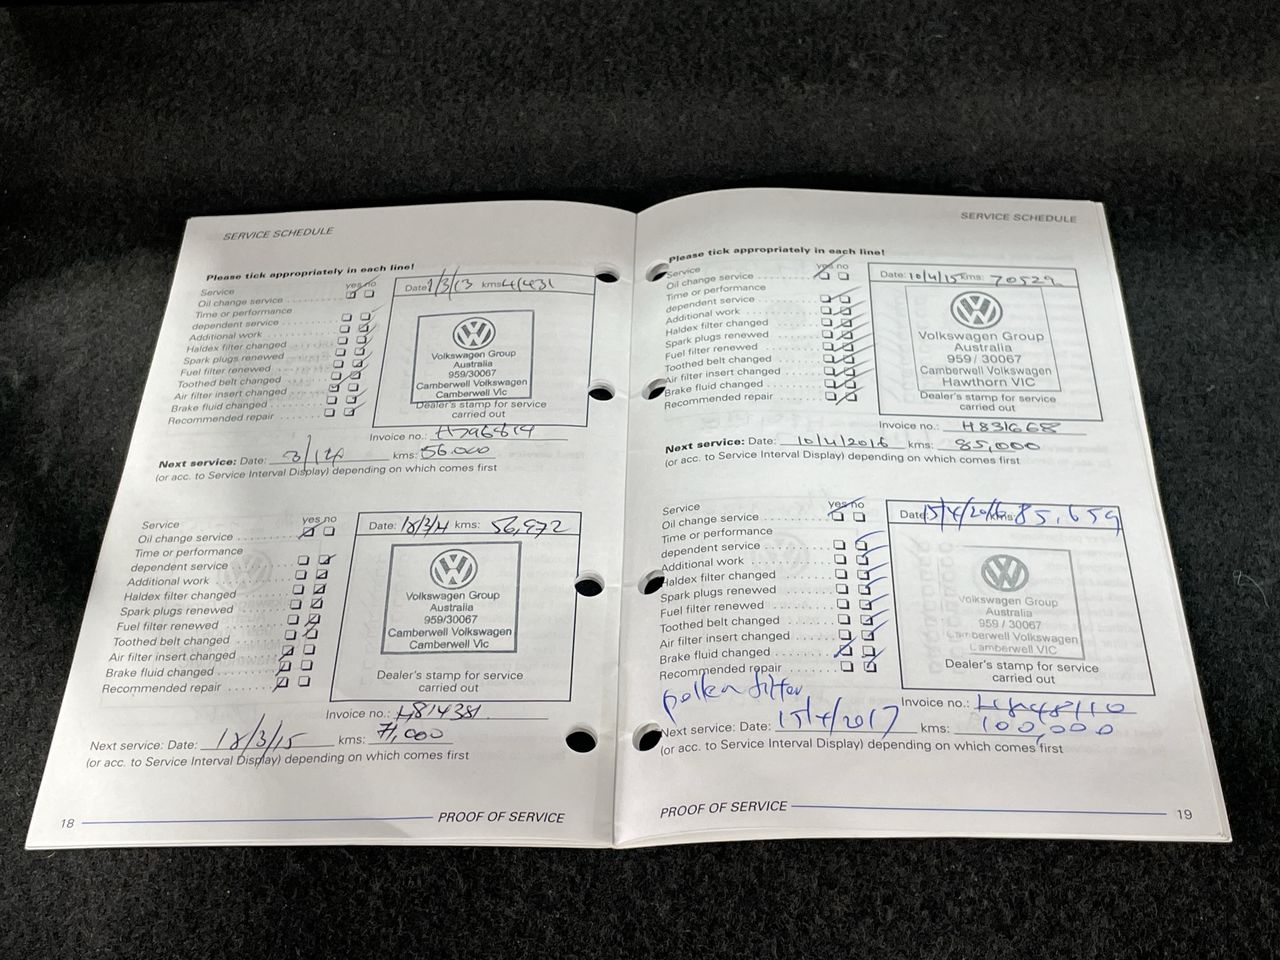 SERVICE SCHEDULE
Please tick appropriately in each line!
yes no
Service
Oil change service
Time or performance
dependent service
Additional work
Haldex filter changed
Spark plugs renewed
Fuel filter renewed
Toothed belt changed
Air filter insert changed
Brake fluid changed
Recommended repair
Date: 1/3/13 kms:
Volkswagen Group
Australia
959/30067
Camberwell Volkswagen
Camberwell Vic
Dealer's stamp for service
carried out
Invoice no.: H796814
Next service: Date: 3/14 kms: 56.000
(or acc. to Service Interval Display) depending on which comes first
Service
yes no
Oil change service
Time or performance
dependent service
Additional work
Haldex filter changed
Spark plugs renewed
Fuel filter renewed
Toothed belt changed
Air filter insert changed
Brake fluid changed
Recommended repair
Date: 18/3/14 kms: 56,972
Volkswagen Group
Australia
959/30067
Camberwell Volkswagen
Camberwell Vic
Dealer's stamp for service
carried out
Invoice no.: H814381
Next service: Date: 18/3/15 kms: 71,000
(or acc. to Service Interval Display) depending on which comes first
18 PROOF OF SERVICE
SERVICE SCHEDULE
Please tick appropriately in each line!
Service
yes no
Oil change service
Time or performance
dependent service
Additional work
Haldex filter changed
Spark plugs renewed
Fuel filter renewed
Toothed belt changed
Air filter insert changed
Brake fluid changed
Recommended repair
Date: 10/4/15 kms: 70522
Volkswagen Group
Australia
959 / 30067
Camberwell Volkswagen
Hawthorn VIC
Dealer's stamp for service
carried out
Invoice no.: H831668
Next service: Date: 10/4/2016 kms: 85,000
(or acc. to Service Interval Display) depending on which comes first
Service
yes no
Oil change service
Time or performance
dependent service
Additional work
Haldex filter changed
Spark plugs renewed
Fuel filter renewed
Toothed belt changed
Air filter insert changed
Brake fluid changed
Recommended repair
pollen filter
Date: 15/4/2016 kms: 85,659
Volkswagen Group
Australia
959 / 30067
Camberwell Volkswagen
Camberwell VIC
Dealer's stamp for service
carried out
Invoice no.: H848110
Next service: Date: 15/4/2017 kms: 100,000
(or acc. to Service Interval Display) depending on which comes first
PROOF OF SERVICE 19